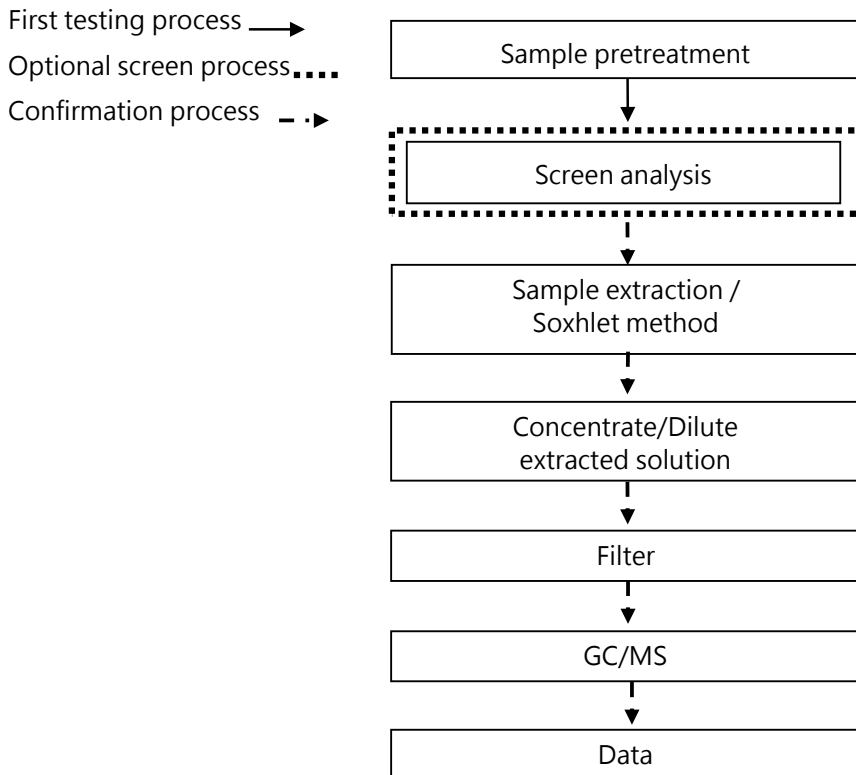 First testing process
Optional screen process
Confirmation process
Sample pretreatment
Screen analysis
Sample extraction /
Soxhlet method
Concentrate/Dilute
extracted solution
Filter
GC/MS
Data